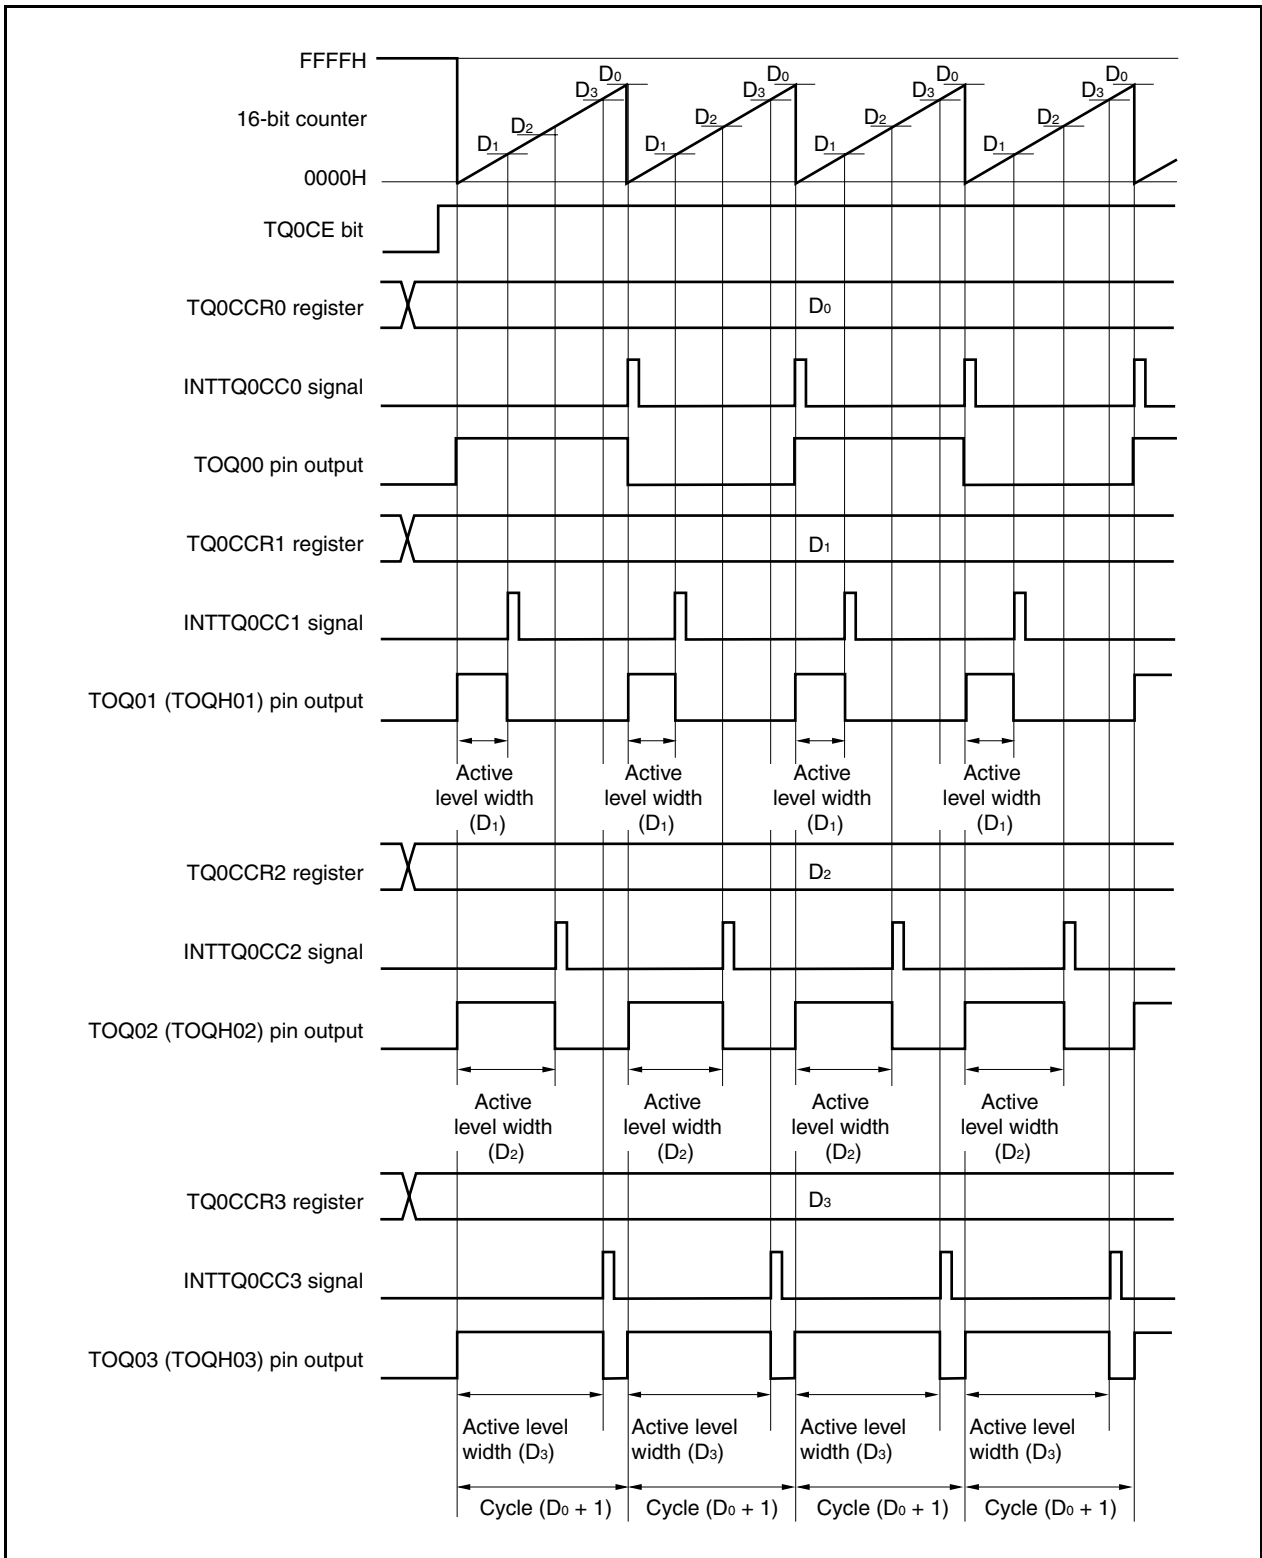 FFFFH
D0 D0 D0 D0
D3 D3 D3 D3
16-bit counter
D2 D2 D2 D2
D1 D1 D1 D1
0000H
TQ0CE bit
TQ0CCR0 register
D0
INTTQ0CC0 signal
TOQ00 pin output
TQ0CCR1 register
D1
INTTQ0CC1 signal
TOQ01 (TOQH01) pin output
Active Active Active Active
level width level width level width level width
(D1) (D1) (D1) (D1)
TQ0CCR2 register
D2
INTTQ0CC2 signal
TOQ02 (TOQH02) pin output
Active Active Active Active
level width level width level width level width
(D2) (D2) (D2) (D2)
TQ0CCR3 register
D3
INTTQ0CC3 signal
TOQ03 (TOQH03) pin output
Active level Active level Active level Active level
width (D3) width (D3) width (D3) width (D3)
Cycle (D0 + 1) Cycle (D0 + 1) Cycle (D0 + 1) Cycle (D0 + 1)